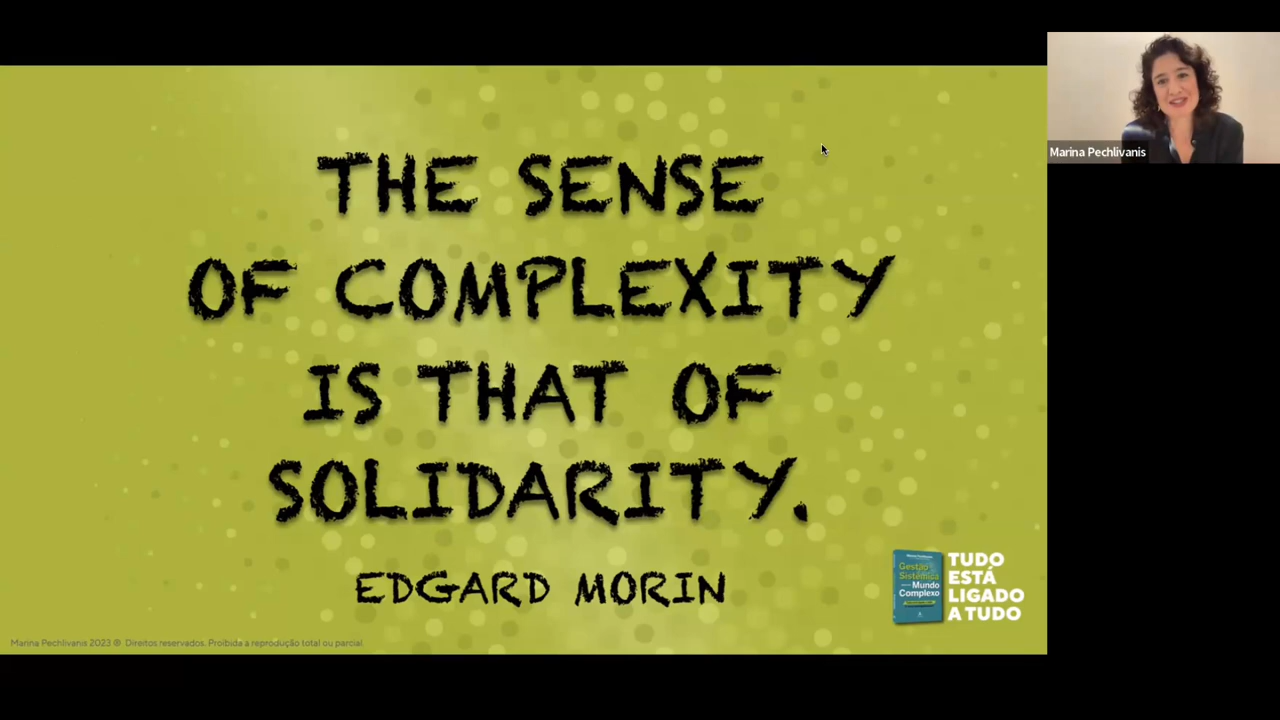 THE SENSE
OF COMPLEXITY
IS THAT OF
SOLIDARITY.
EDGARD MORIN
Marina Pechlivanis
Gestão
Sistêmica
Mundo
Complexo
TUDO
ESTÁ
LIGADO
A TUDO
Marina Pechlivanis 2023 ® Direitos reservados. Proibida a reprodução total ou parcial.